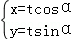 x=tcosα
y=tsinα